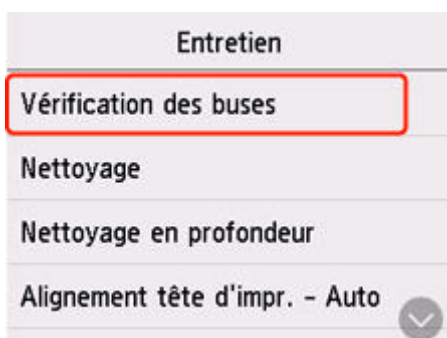 Entretien
Vérification des buses
Nettoyage
Nettoyage en profondeur
Alignement tête d'impr. - Auto